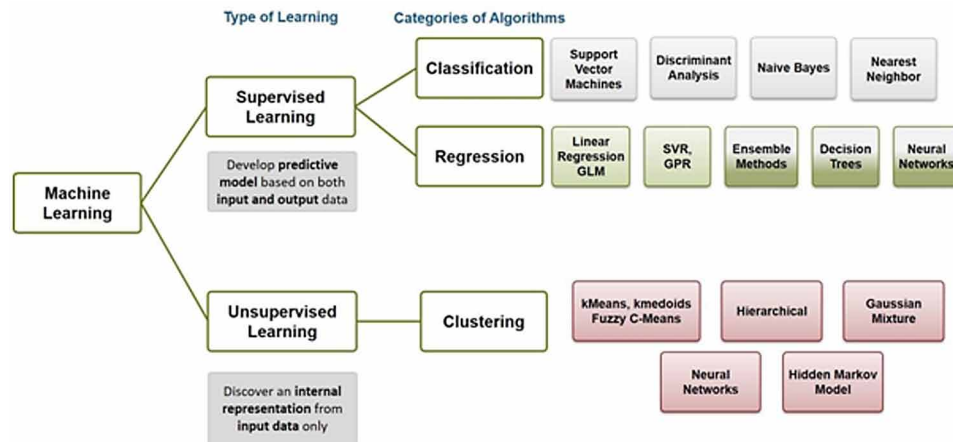 Type of Learning
Categories of Algorithms
Machine
Learning
Supervised
Learning
Develop predictive
model based on both
input and output data
Classification
Support
Vector
Machines
Discriminant
Analysis
Naive Bayes
Nearest
Neighbor
Regression
Linear
Regression
GLM
SVR,
GPR
Ensemble
Methods
Decision
Trees
Neural
Networks
Unsupervised
Learning
Discover an internal
representation from
input data only
Clustering
kMeans, kmedoids
Fuzzy C-Means
Hierarchical
Gaussian
Mixture
Neural
Networks
Hidden Markov
Model